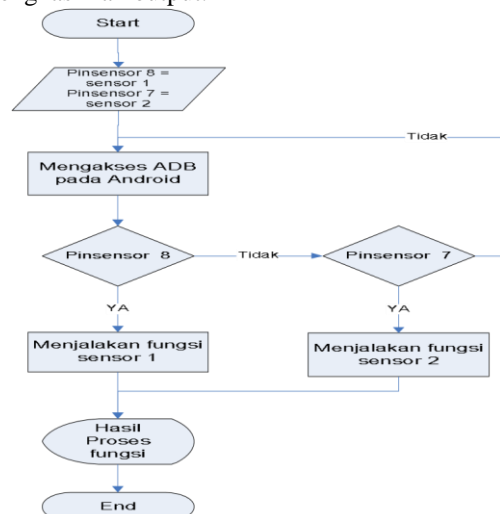 Start
Pinsensor 8 =
sensor 1
Pinsensor 7 =
sensor 2
Tidak
Mengakses ADB
pada Android
Pinsensor 8
Tidak
Pinsensor 7
YA
YA
Menjalakan fungsi
sensor 1
Menjalakan fungsi
sensor 2
Hasil
Proses
fungsi
End